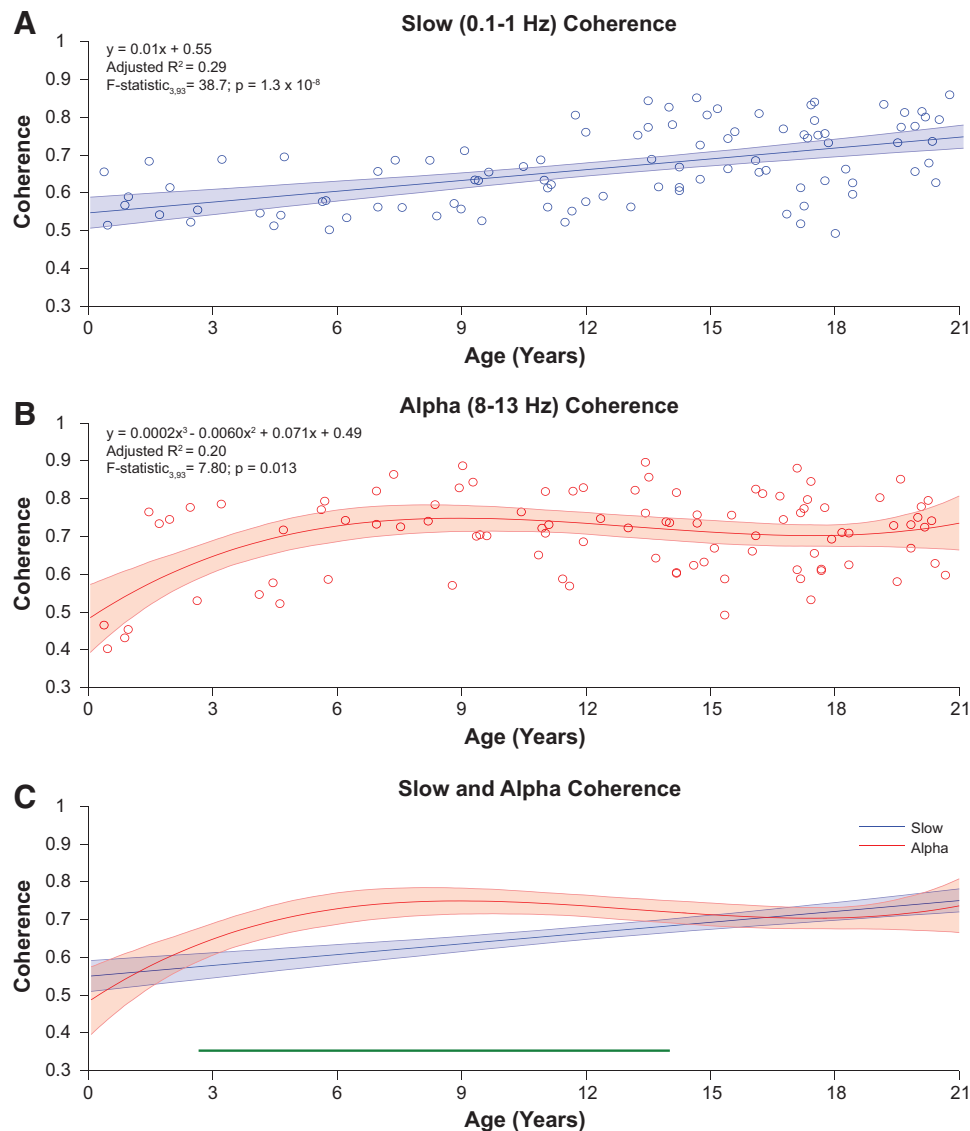 A
Slow (0.1-1 Hz) Coherence
y = 0.01x + 0.55
Adjusted R² = 0.29
F-statistic₃,₉₃ = 38.7; p = 1.3 x 10⁻⁸
Coherence
1
0.9
0.8
0.7
0.6
0.5
0.4
0.3
0 3 6 9 12 15 18 21
Age (Years)
B
Alpha (8-13 Hz) Coherence
y = 0.0002x³ - 0.0060x² + 0.071x + 0.49
Adjusted R² = 0.20
F-statistic₃,₉₃ = 7.80; p = 0.013
Coherence
1
0.9
0.8
0.7
0.6
0.5
0.4
0.3
0 3 6 9 12 15 18 21
Age (Years)
C
Slow and Alpha Coherence
Slow
Alpha
Coherence
1
0.9
0.8
0.7
0.6
0.5
0.4
0.3
0 3 6 9 12 15 18 21
Age (Years)